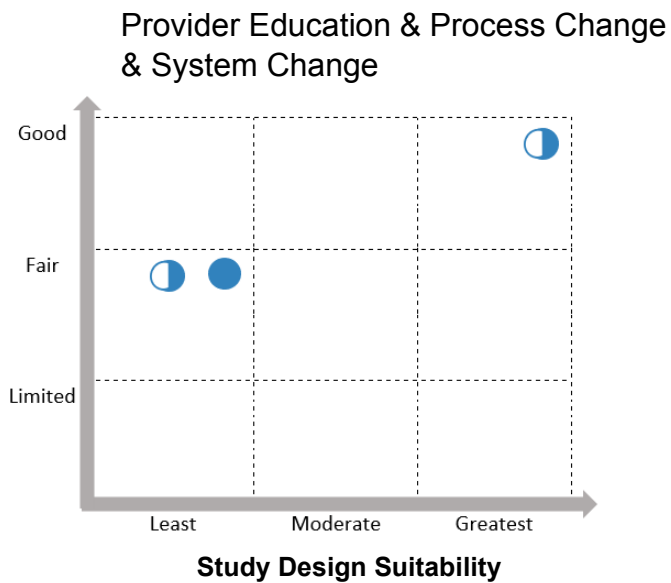 Provider Education & Process Change
& System Change
Good
Fair
Limited
Least Moderate Greatest
Study Design Suitability